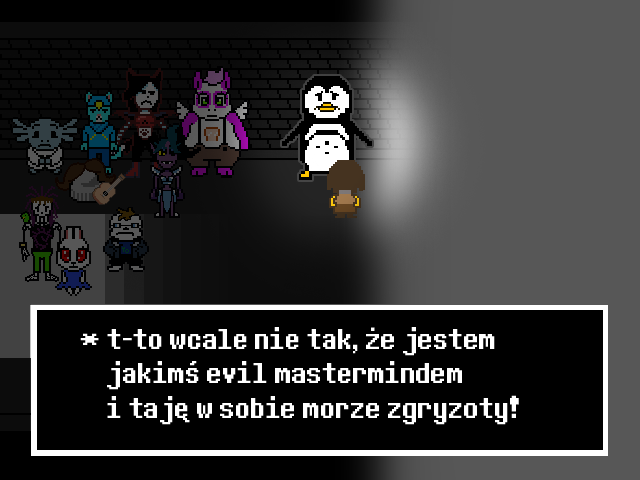 * t-to wcale nie tak, że jestem
jakimś evil mastermindem
i taję w sobie morze zgryzoty!